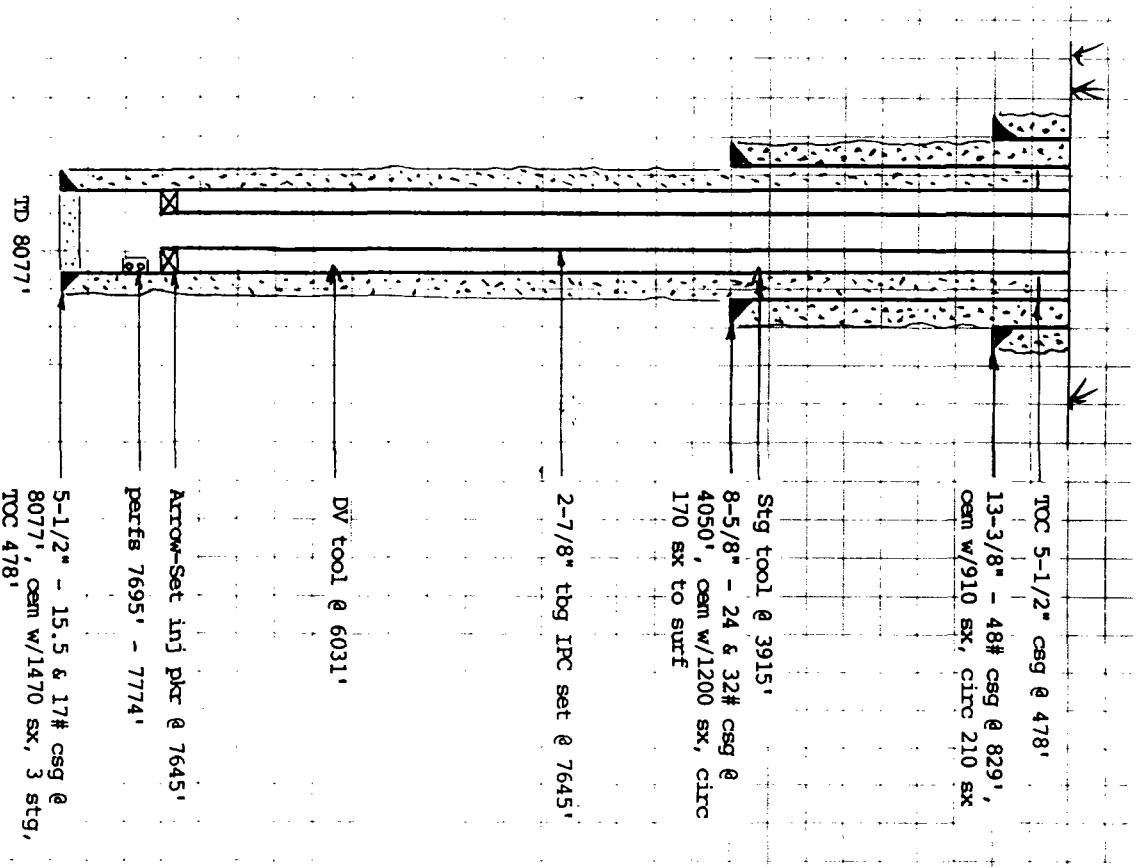 TOC 5-1/2" csg @ 478'
13-3/8" - 48# csg @ 829',
cem w/910 sx, circ 210 sx
Stg tool @ 3915'
8-5/8" - 24 & 32# csg @
4050', cem w/1200 sx, circ
170 sx to surf
2-7/8" tbg IPC set @ 7645'
DV tool @ 6031'
Arrow-Set inj pkr @ 7645'
perfs 7695' - 7774'
5-1/2" - 15.5 & 17# csg @
8077', cem w/1470 sx, 3 stg,
TOC 478'
TD 8077'